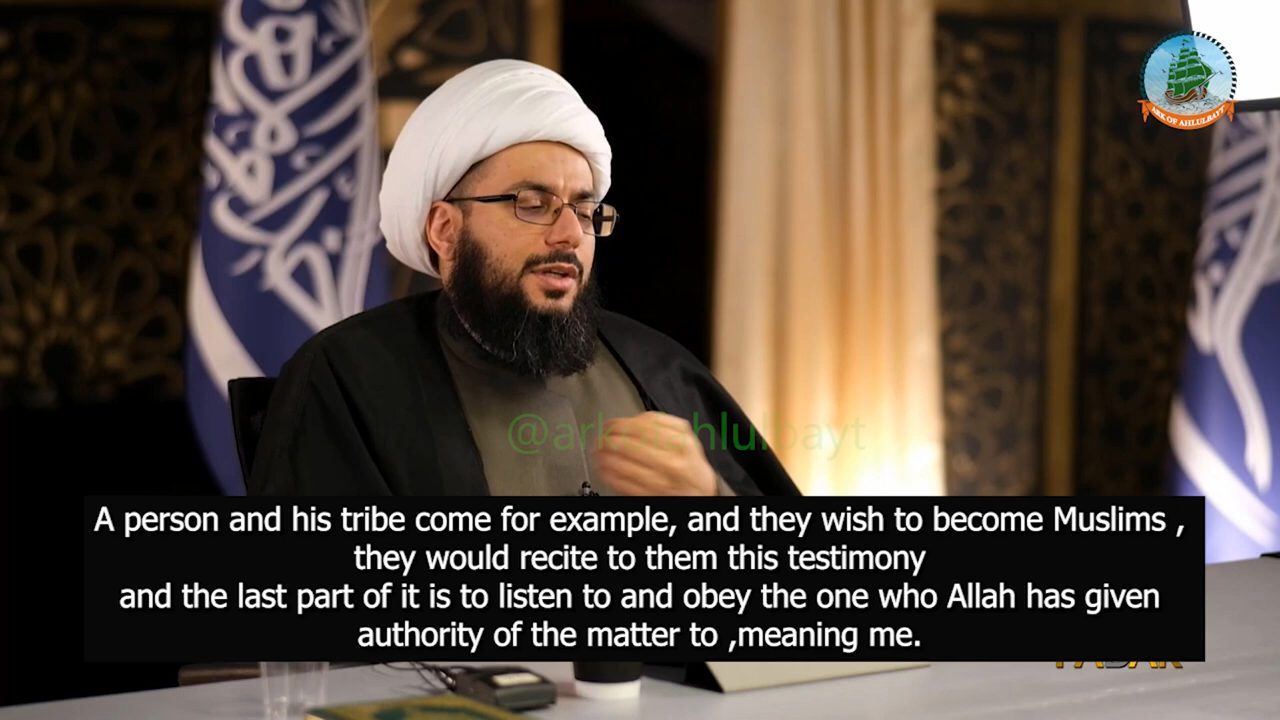 ARK OF AHLULBAYT
@arkofahlulbayt
A person and his tribe come for example, and they wish to become Muslims ,
they would recite to them this testimony
and the last part of it is to listen to and obey the one who Allah has given
authority of the matter to ,meaning me.